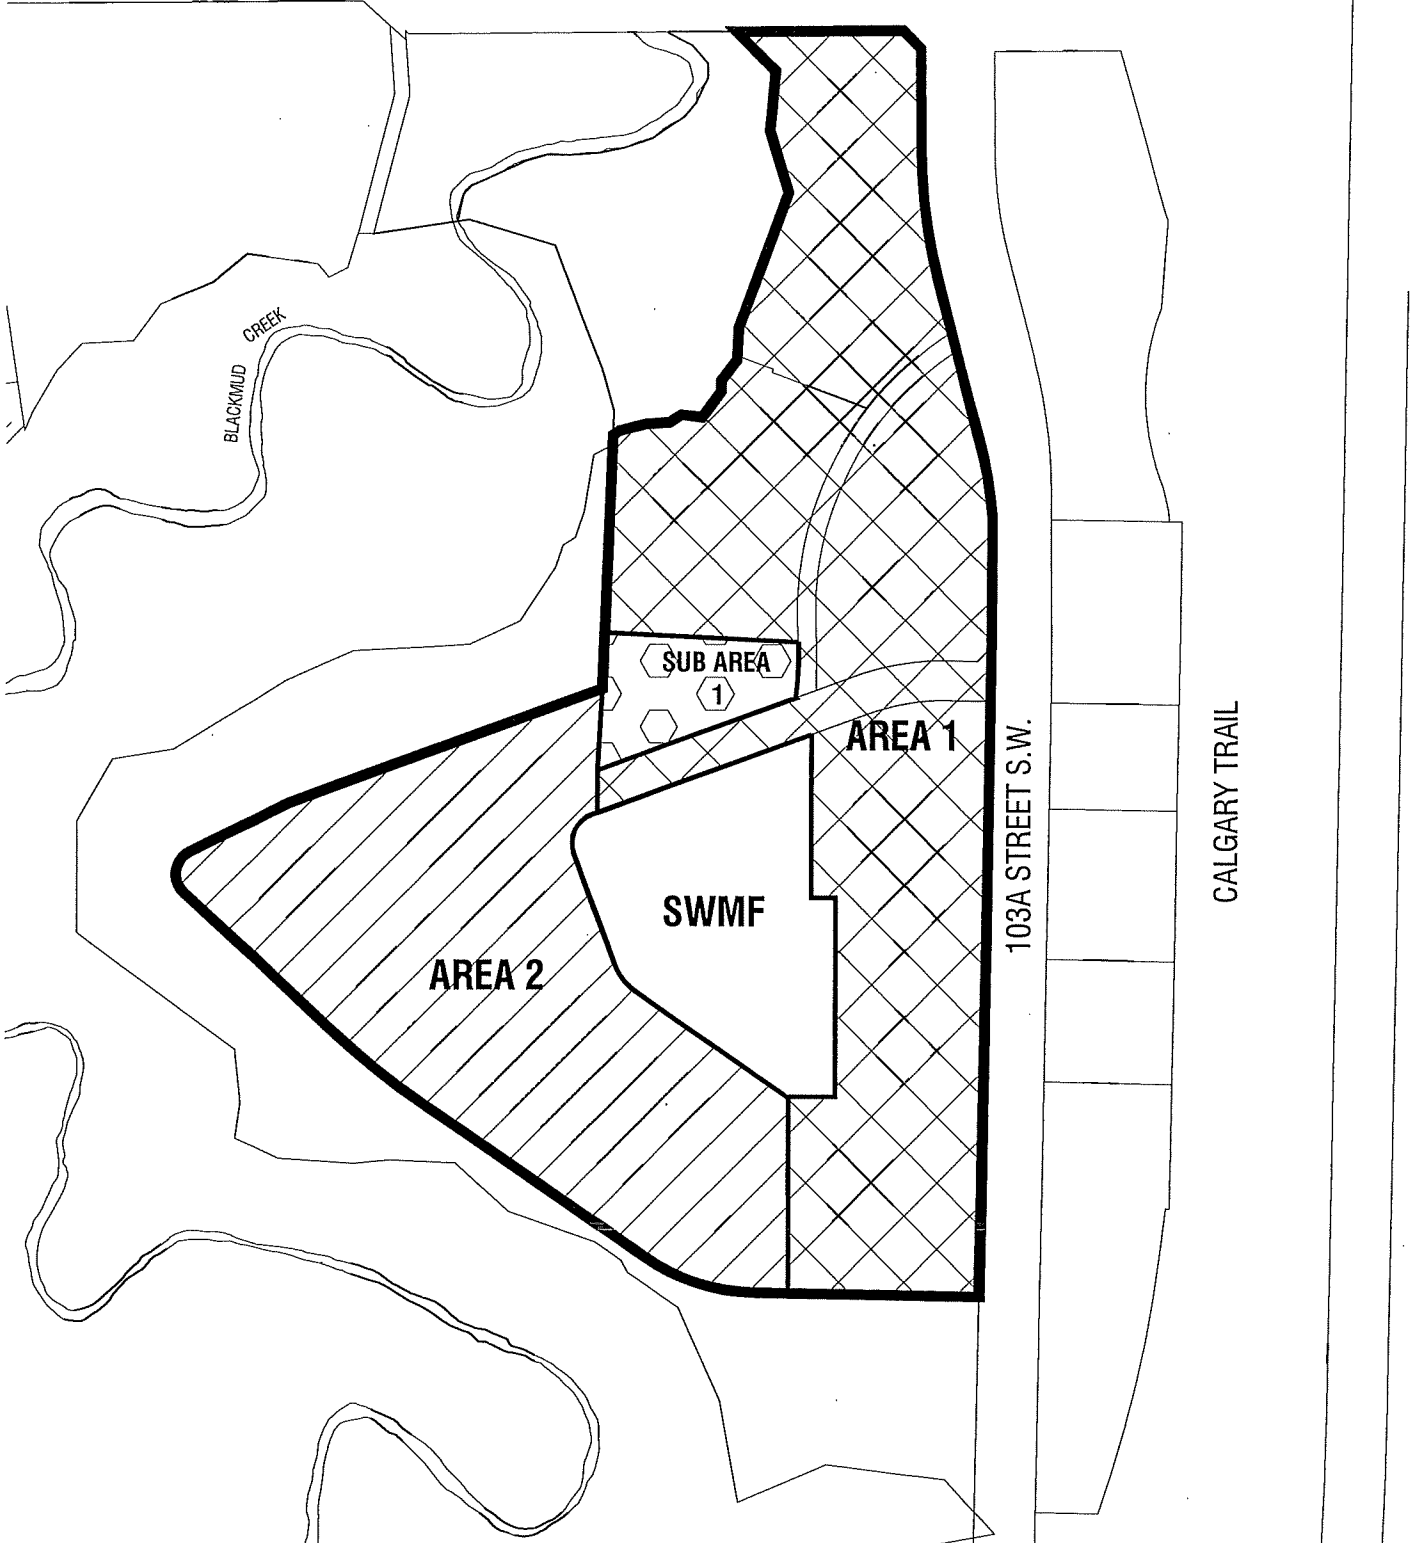 CREEK
BLACKMUD
SUB AREA
1
AREA 1
103A STREET S.W.
CALGARY TRAIL
SWMF
AREA 2